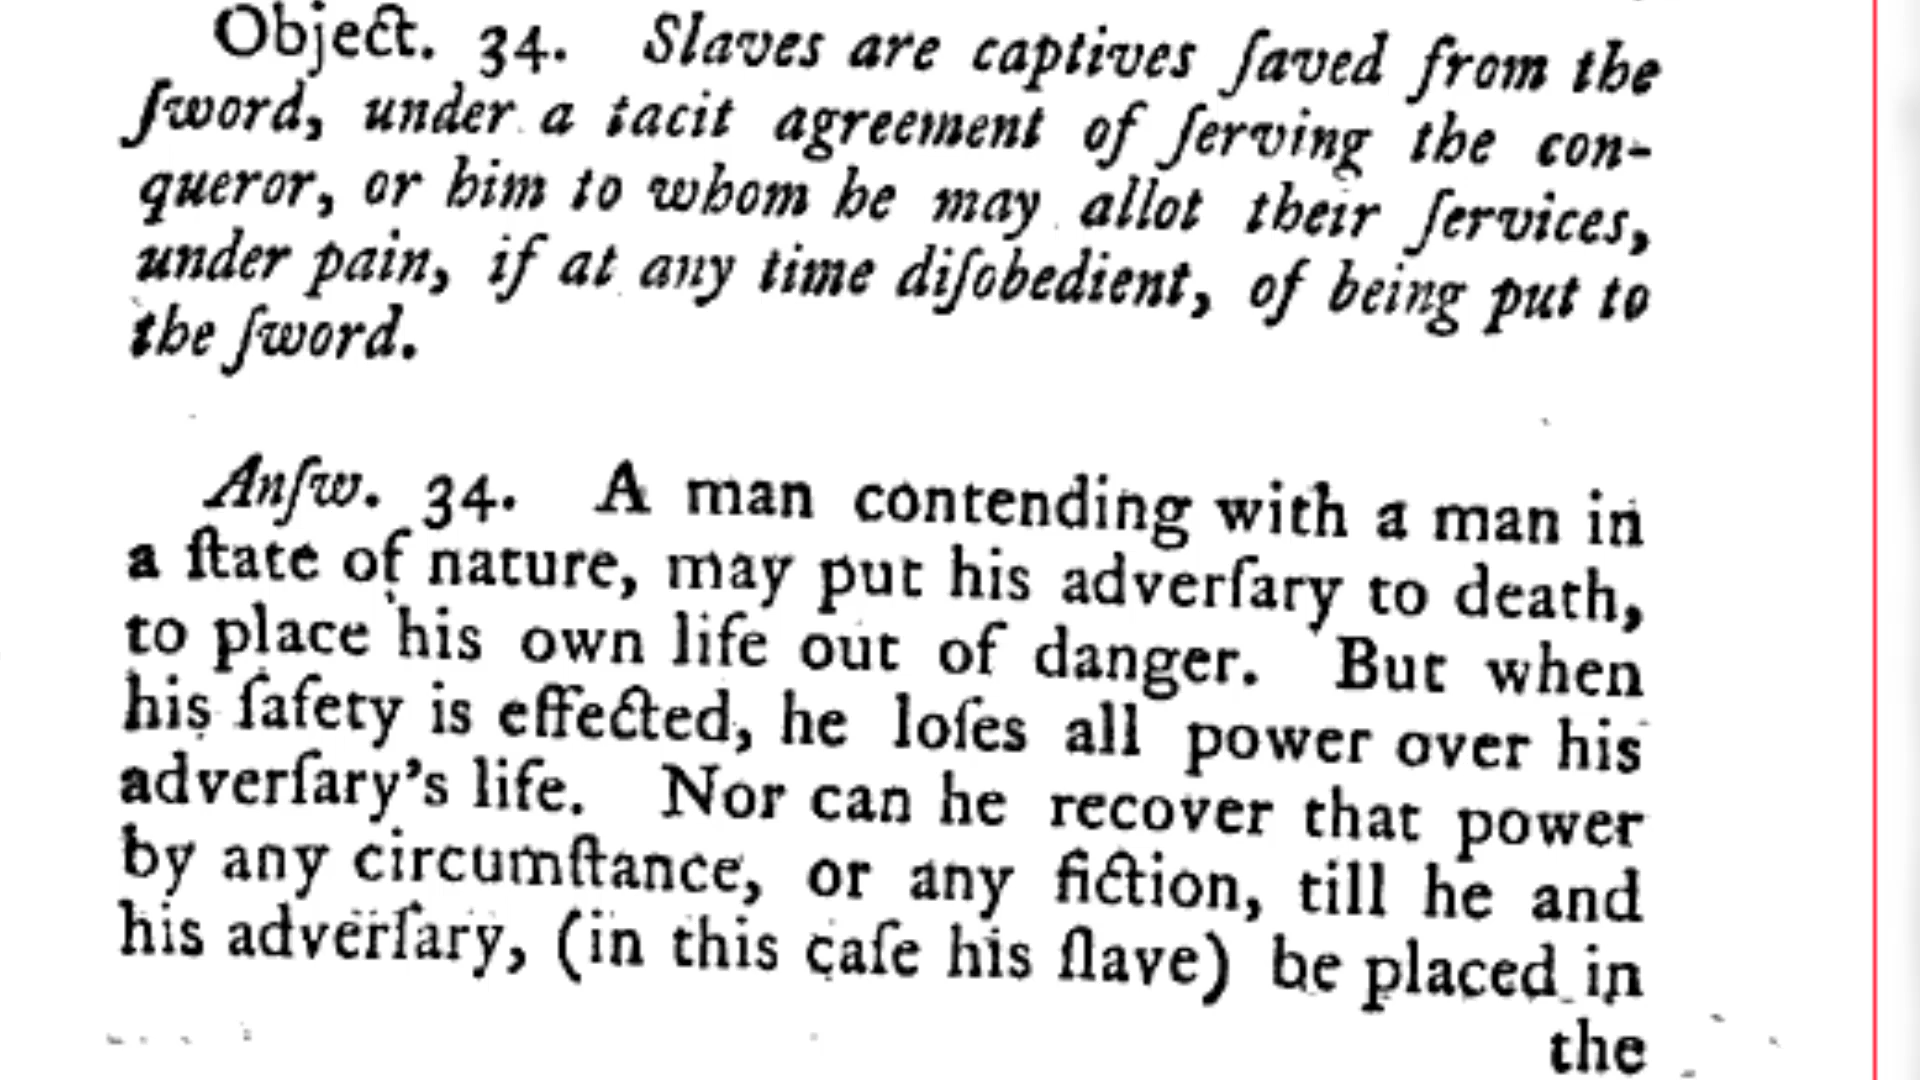 Object. 34. Slaves are captives ſaved from the
ſword, under a tacit agreement of ſerving the con-
queror, or him to whom he may allot their ſervices,
under pain, if at any time diſobedient, of being put to
the ſword.
Anſw. 34. A man contending with a man in
a ſtate of nature, may put his adverſary to death,
to place his own life out of danger. But when
his ſafety is effected, he loſes all power over his
adverſary's life. Nor can he recover that power
by any circumſtance, or any fiction, till he and
his adverſary, (in this caſe his ſlave) be placed in
the